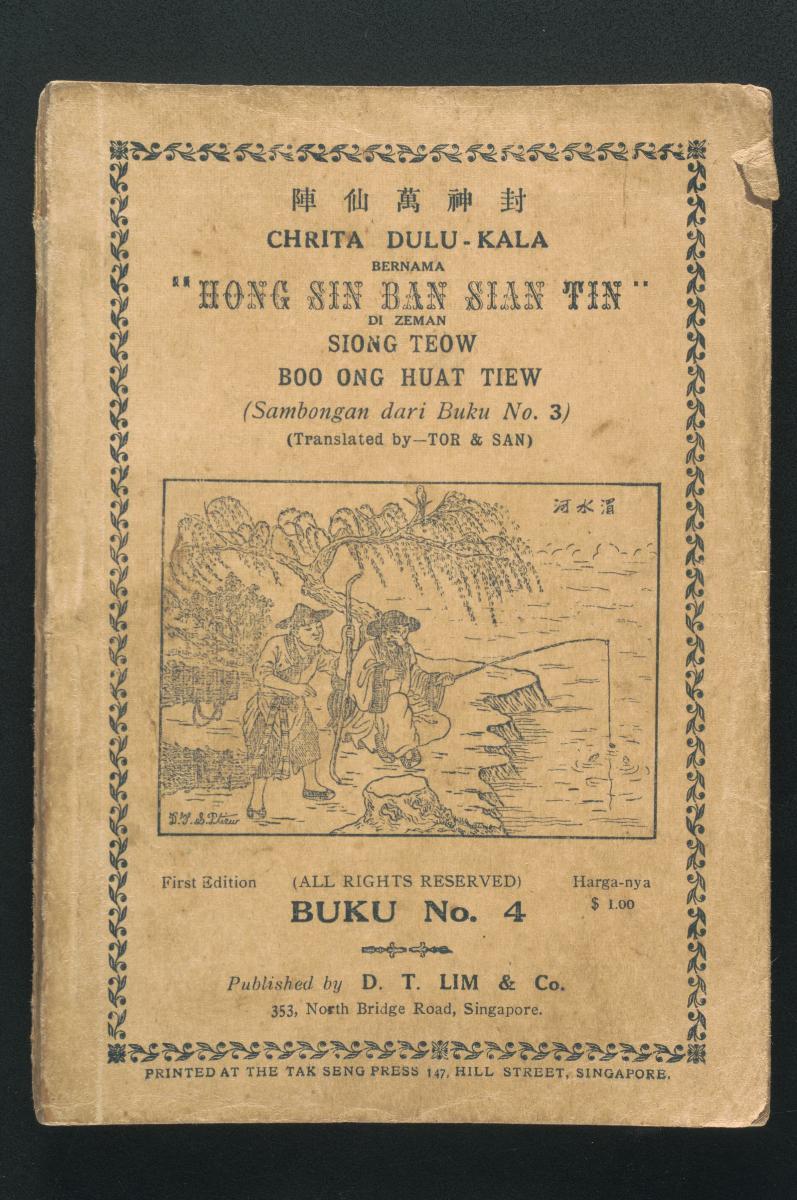 陣仙萬神封
CHRITA DULU-KALA
BERNAMA
"HONG SIN BAN SIAN TIN"
DI ZEMAN
SIONG TEOW
BOO ONG HUAT TIEW
(Sambongan dari Buku No. 3)
(Translated by—TOR & SAN)
河水渭
First Edition (ALL RIGHTS RESERVED) Harga-nya
BUKU No. 4 $ 1.00
Published by D. T. LIM & Co.
353, North Bridge Road, Singapore.
PRINTED AT THE TAK SENG PRESS 147, HILL STREET, SINGAPORE.